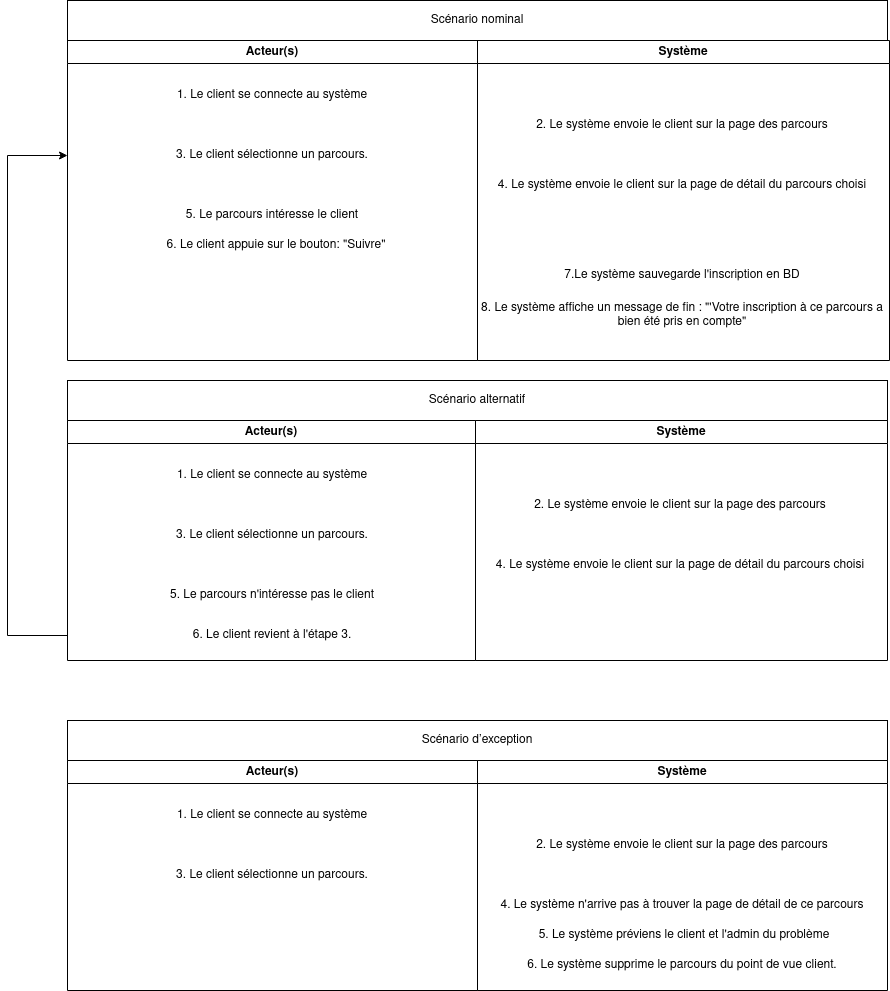 Scénario nominal
Acteur(s)
Système
1. Le client se connecte au système
2. Le système envoie le client sur la page des parcours
3. Le client sélectionne un parcours.
4. Le système envoie le client sur la page de détail du parcours choisi
5. Le parcours intéresse le client
6. Le client appuie sur le bouton: "Suivre"
7.Le système sauvegarde l'inscription en BD
8. Le système affiche un message de fin : "'Votre inscription à ce parcours a
bien été pris en compte"
Scénario alternatif
Acteur(s)
Système
1. Le client se connecte au système
2. Le système envoie le client sur la page des parcours
3. Le client sélectionne un parcours.
4. Le système envoie le client sur la page de détail du parcours choisi
5. Le parcours n'intéresse pas le client
6. Le client revient à l'étape 3.
Scénario d'exception
Acteur(s)
Système
1. Le client se connecte au système
2. Le système envoie le client sur la page des parcours
3. Le client sélectionne un parcours.
4. Le système n'arrive pas à trouver la page de détail de ce parcours
5. Le système préviens le client et l'admin du problème
6. Le système supprime le parcours du point de vue client.